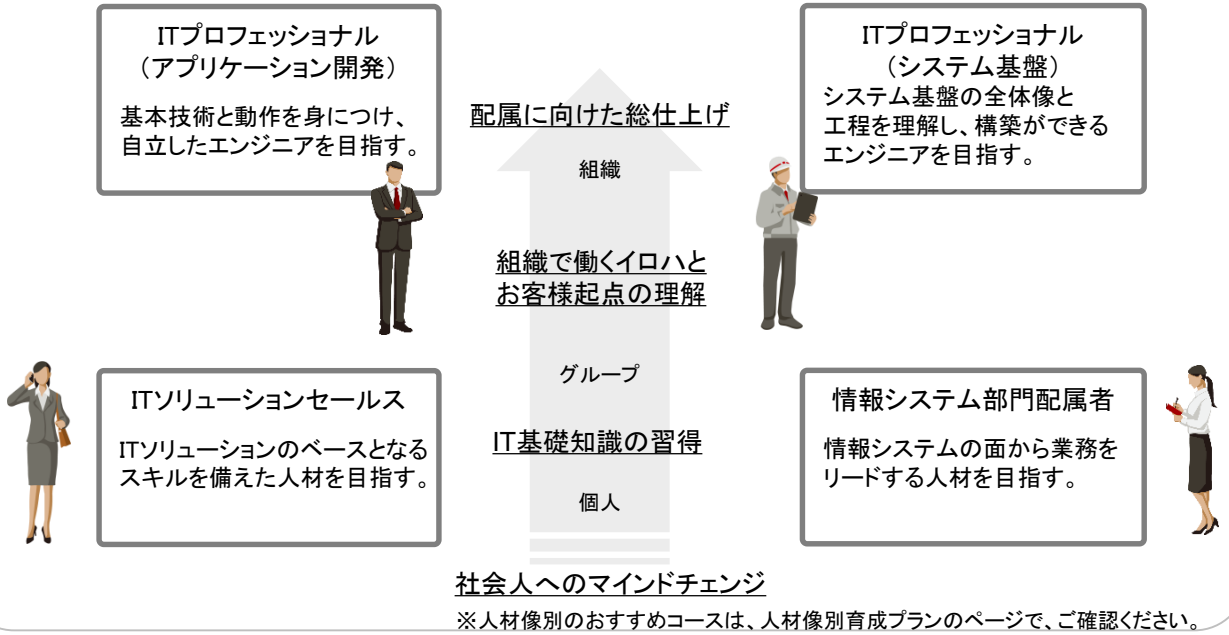 ITプロフェッショナル
（アプリケーション開発）
基本技術と動作を身につけ、
自立したエンジニアを目指す。
ITプロフェッショナル
（システム基盤）
システム基盤の全体像と
工程を理解し、構築ができる
エンジニアを目指す。
配属に向けた総仕上げ
組織
組織で働くイロハと
お客様起点の理解
グループ
IT基礎知識の習得
個人
社会人へのマインドチェンジ
ITソリューションセールス
ITソリューションのベースとなる
スキルを備えた人材を目指す。
情報システム部門配属者
情報システムの面から業務を
リードする人材を目指す。
※人材像別のおすすめコースは、人材像別育成プランのページで、ご確認ください。